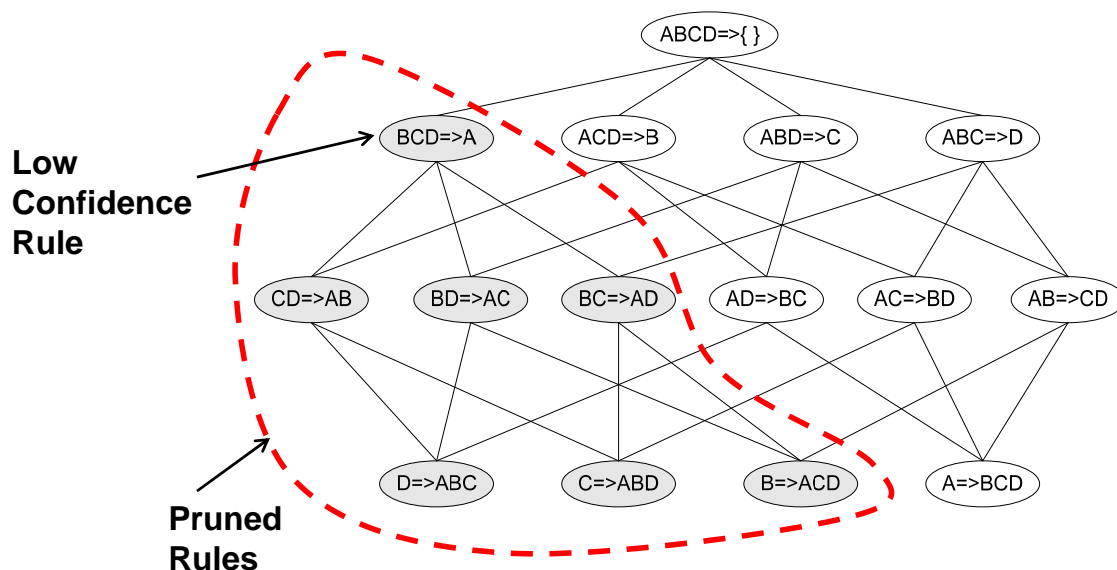 ABCD=>{ }
BCD=>A
ACD=>B
ABD=>C
ABC=>D
Low
Confidence
Rule
CD=>AB
BD=>AC
BC=>AD
AD=>BC
AC=>BD
AB=>CD
D=>ABC
C=>ABD
B=>ACD
A=>BCD
Pruned
Rules